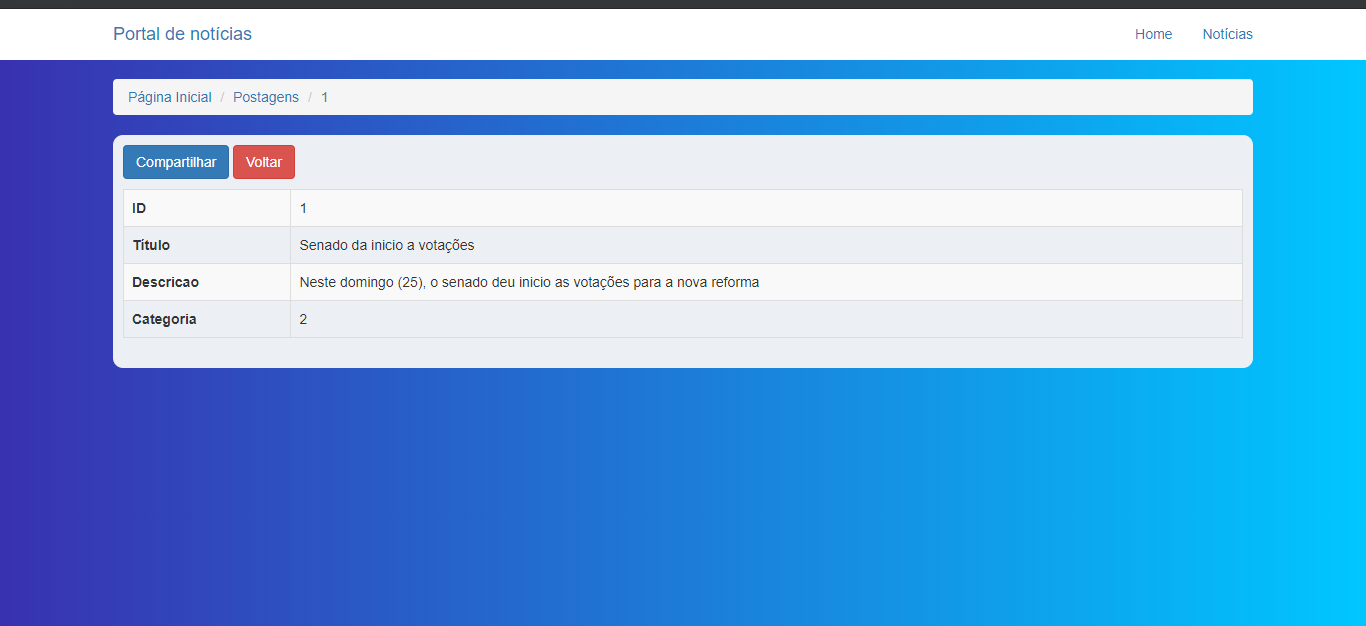 Portal de notícias Home Notícias
Página Inicial / Postagens / 1
Compartilhar Voltar
ID 1
Título Senado da inicio a votações
Descricao Neste domingo (25), o senado deu inicio as votações para a nova reforma
Categoria 2